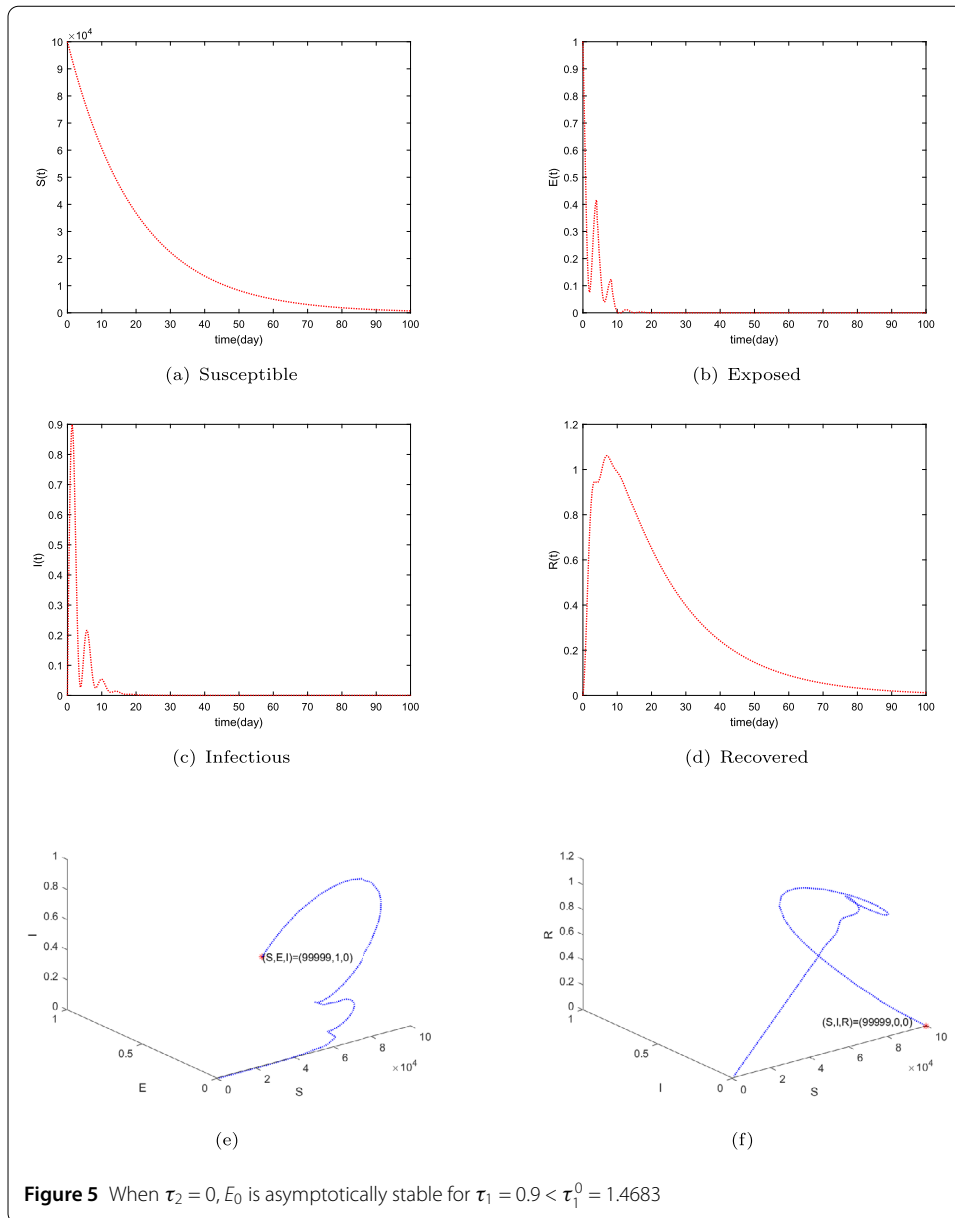 ×10⁴
10
9
8
7
6
5
4
3
2
1
0
S(t)
0 10 20 30 40 50 60 70 80 90 100
time(day)
(a) Susceptible
1
0.9
0.8
0.7
0.6
0.5
0.4
0.3
0.2
0.1
0
E(t)
0 10 20 30 40 50 60 70 80 90 100
time(day)
(b) Exposed
0.9
0.8
0.7
0.6
0.5
0.4
0.3
0.2
0.1
0
I(t)
0 10 20 30 40 50 60 70 80 90 100
time(day)
(c) Infectious
1.2
1
0.8
0.6
0.4
0.2
0
R(t)
0 10 20 30 40 50 60 70 80 90 100
time(day)
(d) Recovered
1
0.8
0.6
0.4
0.2
0
I
1
0.5
0
E
0
2
4
6
8
10
×10⁴
S
(S,E,I)=(99999,1,0)
(e)
1.2
1
0.8
0.6
0.4
0.2
0
R
1
0.5
0
I
0
2
4
6
8
10
×10⁴
S
(S,I,R)=(99999,0,0)
(f)
Figure 5 When τ₂ = 0, E₀ is asymptotically stable for τ₁ = 0.9 < τ₁⁰ = 1.4683